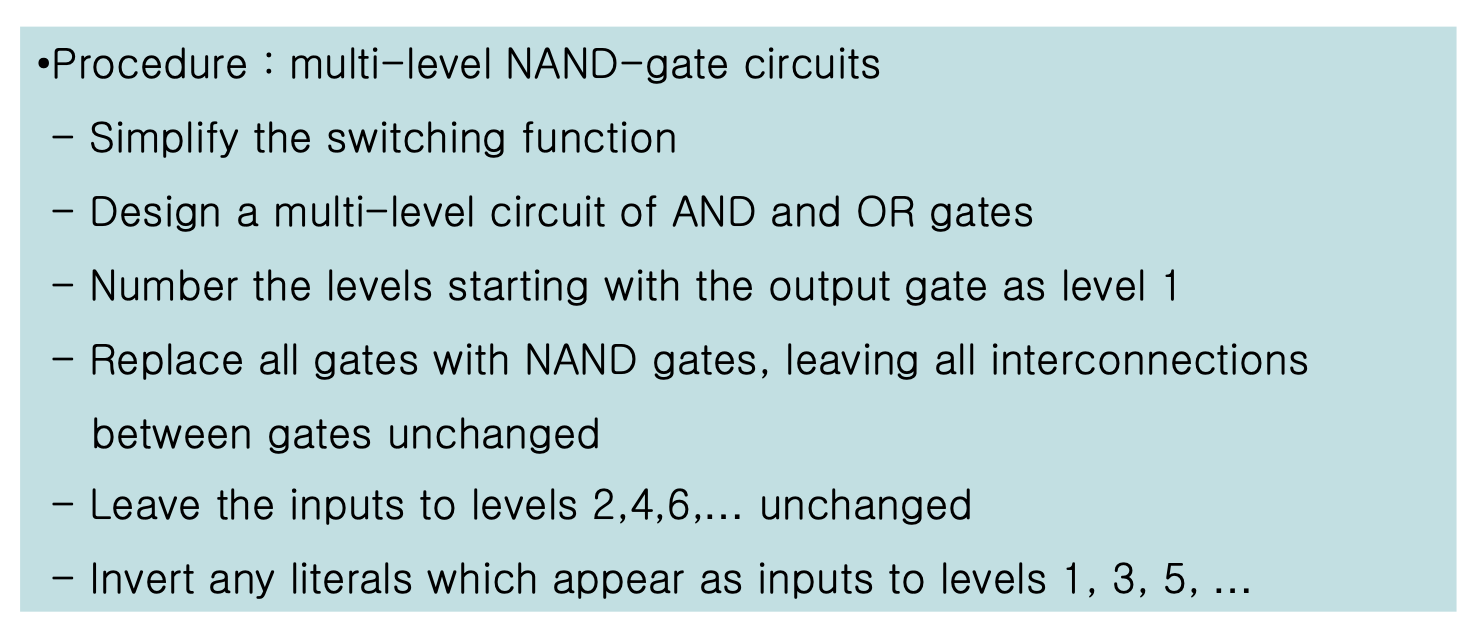 •Procedure : multi-level NAND-gate circuits
- Simplify the switching function
- Design a multi-level circuit of AND and OR gates
- Number the levels starting with the output gate as level 1
- Replace all gates with NAND gates, leaving all interconnections
between gates unchanged
- Leave the inputs to levels 2,4,6,… unchanged
- Invert any literals which appear as inputs to levels 1, 3, 5, …